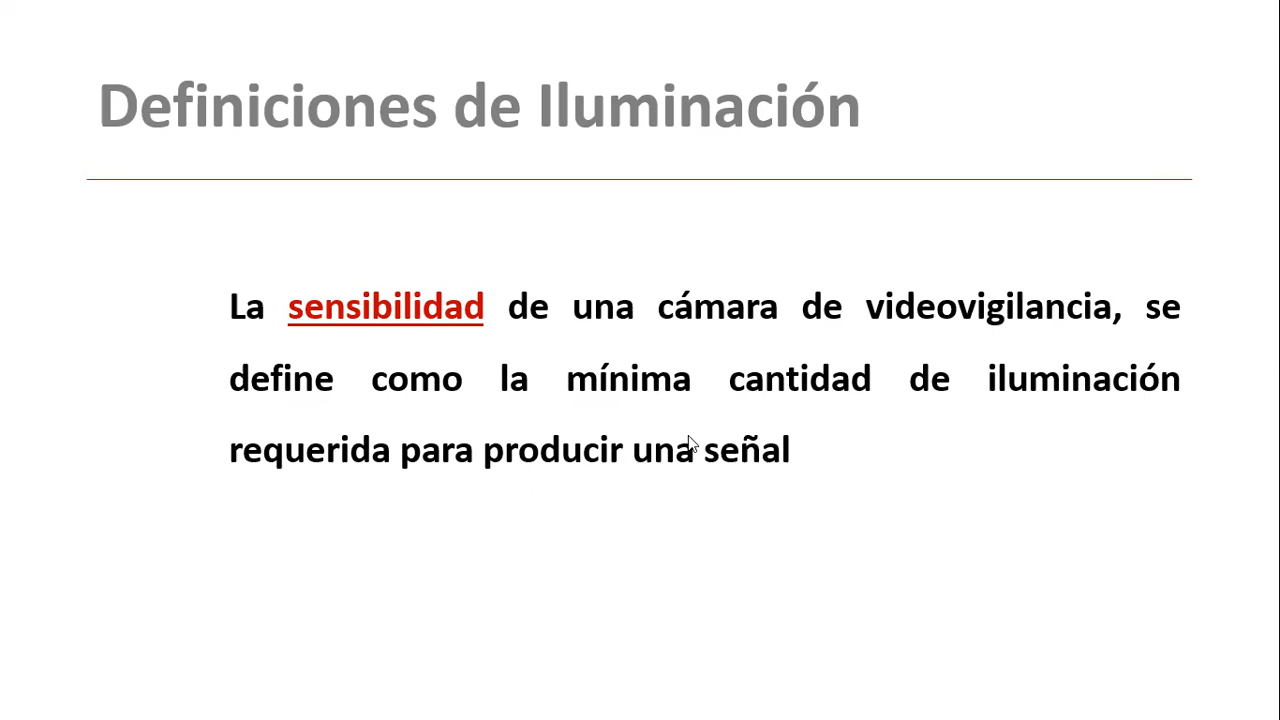 Definiciones de Iluminación
La sensibilidad de una cámara de videovigilancia, se
define como la mínima cantidad de iluminación
requerida para producir una señal